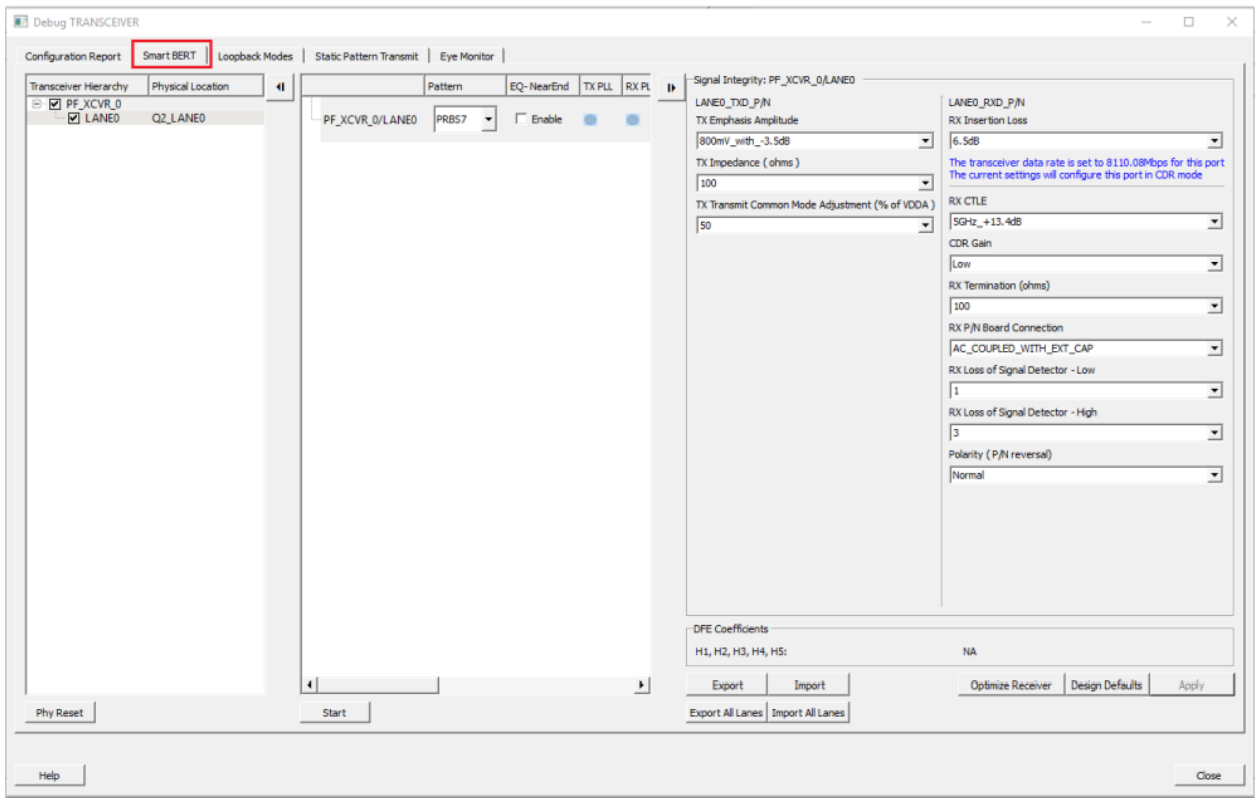 Debug TRANSCEIVER
Configuration Report
Smart BERT
Loopback Modes
Static Pattern Transmit
Eye Monitor
Transceiver Hierarchy
Physical Location
PF_XCVR_0
LANE0
Q2_LANE0
Phy Reset
Pattern
EQ-NearEnd
TX PLL
RX PL
PF_XCVR_0/LANE0
PRBS7
Enable
Start
Signal Integrity: PF_XCVR_0/LANE0
LANE0_TXD_P/N
TX Emphasis Amplitude
800mV_with_-3.5dB
TX Impedance ( ohms )
100
TX Transmit Common Mode Adjustment (% of VDDA )
50
LANE0_RXD_P/N
RX Insertion Loss
6.5dB
The transceiver data rate is set to 8110.08Mbps for this port
The current settings will configure this port in CDR mode
RX CTLE
5GHz_+13.4dB
CDR Gain
Low
RX Termination (ohms)
100
RX P/N Board Connection
AC_COUPLED_WITH_EXT_CAP
RX Loss of Signal Detector - Low
1
RX Loss of Signal Detector - High
3
Polarity ( P/N reversal)
Normal
DFE Coefficients
H1, H2, H3, H4, H5:
NA
Export
Import
Optimize Receiver
Design Defaults
Apply
Export All Lanes
Import All Lanes
Help
Close